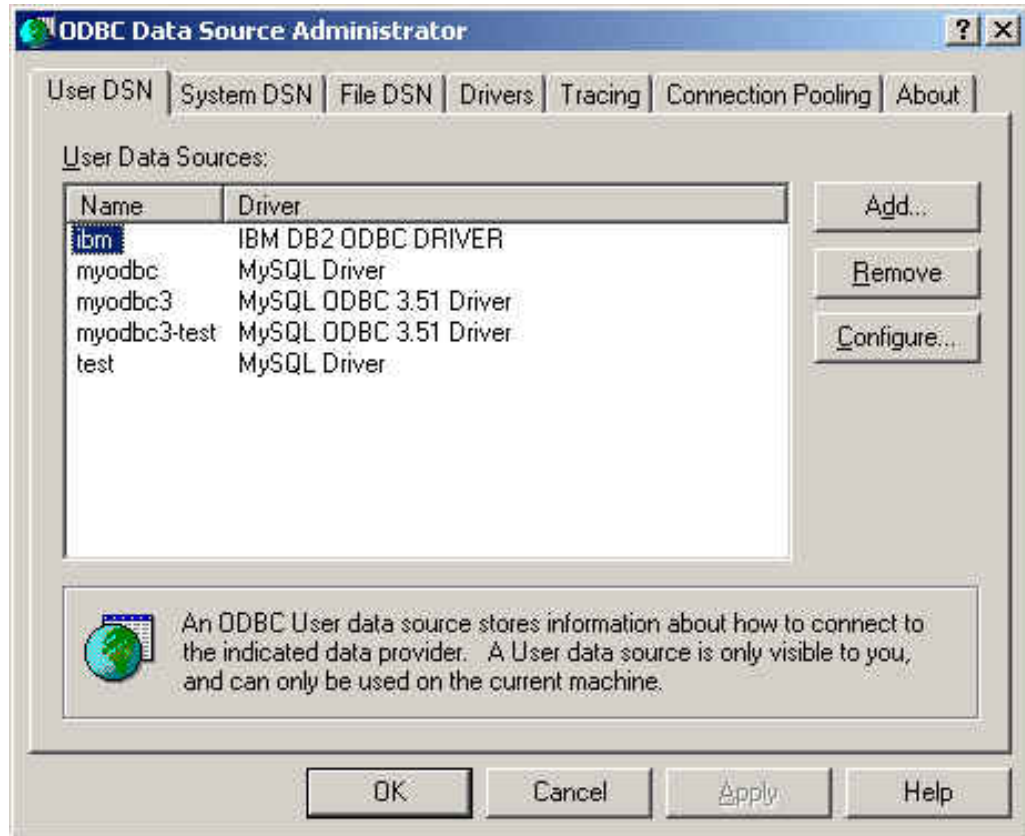 ODBC Data Source Administrator
User DSN System DSN File DSN Drivers Tracing Connection Pooling About
User Data Sources:
Name Driver
ibm IBM DB2 ODBC DRIVER
myodbc MySQL Driver
myodbc3 MySQL ODBC 3.51 Driver
myodbc3-test MySQL ODBC 3.51 Driver
test MySQL Driver
Add...
Remove
Configure...
An ODBC User data source stores information about how to connect to
the indicated data provider. A User data source is only visible to you,
and can only be used on the current machine.
OK Cancel Apply Help